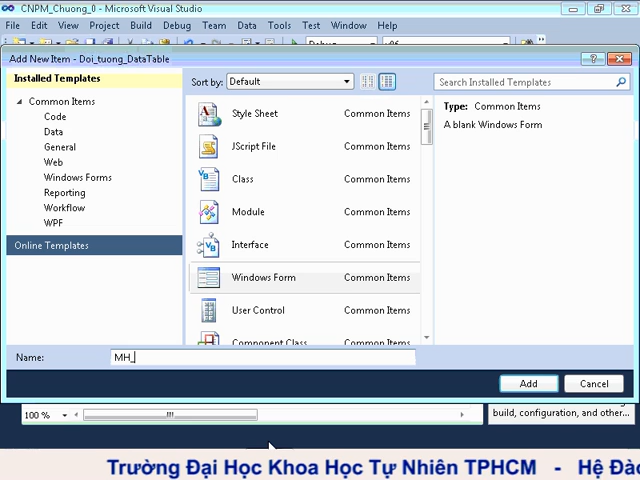 CNPM_Chuong_0 - Microsoft Visual Studio
File Edit View Project Build Debug Team Data Tools Test Window Help
Debug x86
Add New Item - Doi_tuong_DataTable
Installed Templates
Common Items
Code
Data
General
Web
Windows Forms
Reporting
Workflow
WPF
Online Templates
Sort by: Default
Style Sheet Common Items
JScript File Common Items
Class Common Items
Module Common Items
Interface Common Items
Windows Form Common Items
User Control Common Items
Component Class Common Items
Search Installed Templates
Type: Common Items
A blank Windows Form
Name: MH_
Add Cancel
100 %
build, configuration, and other...
Trường Đại Học Khoa Học Tự Nhiên TPHCM - Hệ Đào